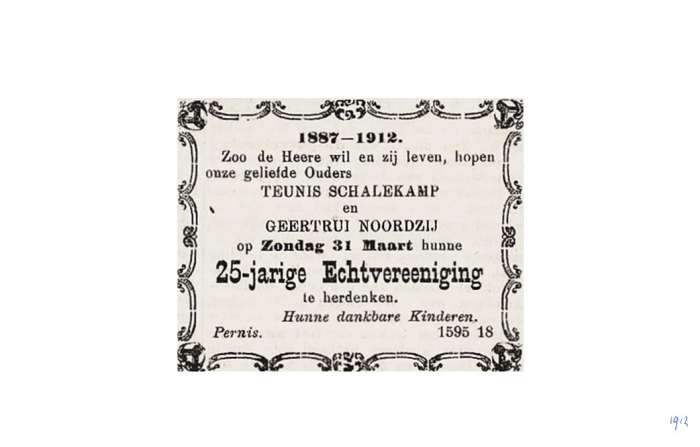 1887–1912.
Zoo de Heere wil en zij leven, hopen
onze geliefde Ouders
TEUNIS SCHALEKAMP
en
GEERTRUI NOORDZIJ
op Zondag 31 Maart hunne
25-jarige Echtvereeniging
te herdenken.
Hunne dankbare Kinderen.
Pernis. 1595 18
1912